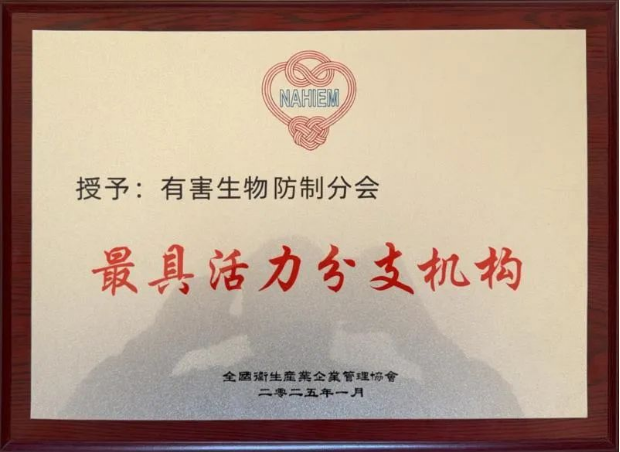 NAHIEM
授予：有害生物防制分会
最具活力分支机构
全國衛生產業企業管理協會
二零二五年一月